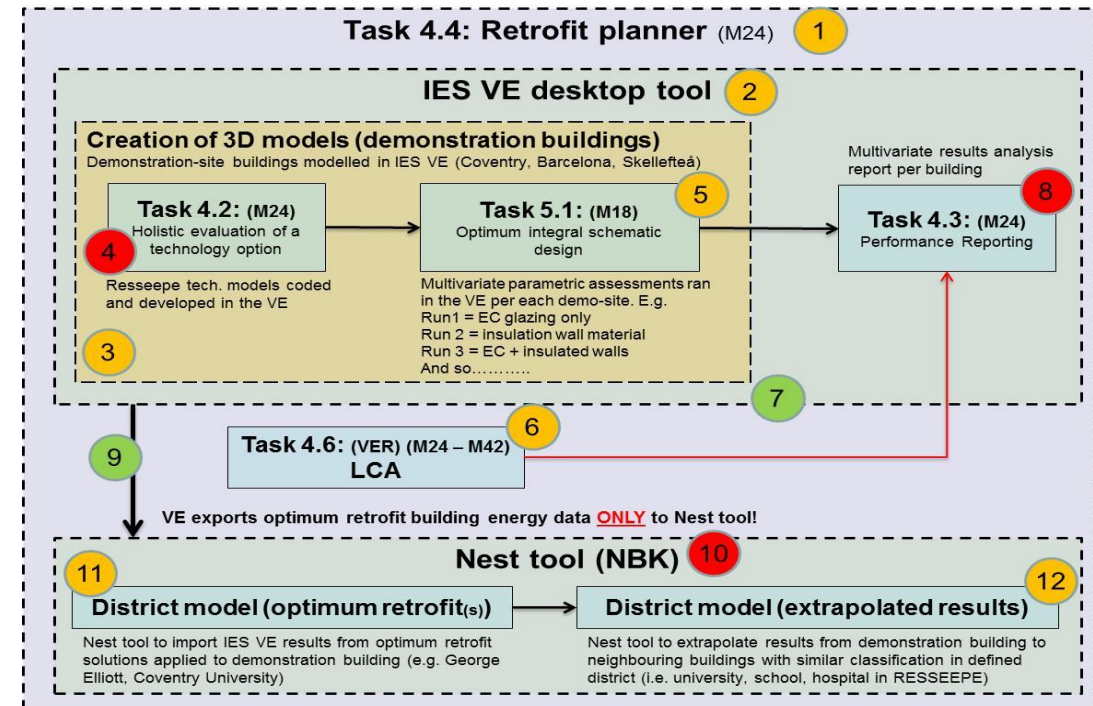 Task 4.4: Retrofit planner (M24)
1
IES VE desktop tool
2
Creation of 3D models (demonstration buildings)
Demonstration-site buildings modelled in IES VE (Coventry, Barcelona, Skellefteå)
Task 4.2: (M24)
Holistic evaluation of a
technology option
4
Resseepe tech. models coded
and developed in the VE
3
5
Task 5.1: (M18)
Optimum integral schematic
design
Multivariate parametric assessments ran
in the VE per each demo-site. E.g.
Run1 = EC glazing only
Run 2 = insulation wall material
Run 3 = EC + insulated walls
And so………..
Multivariate results analysis
report per building
8
Task 4.3: (M24)
Performance Reporting
7
9
6
Task 4.6: (VER) (M24 – M42)
LCA
VE exports optimum retrofit building energy data ONLY to Nest tool!
Nest tool (NBK)
10
11
District model (optimum retrofit(s))
Nest tool to import IES VE results from optimum retrofit
solutions applied to demonstration building (e.g. George
Elliott, Coventry University)
12
District model (extrapolated results)
Nest tool to extrapolate results from demonstration building to
neighbouring buildings with similar classification in defined
district (i.e. university, school, hospital in RESSEEPE)